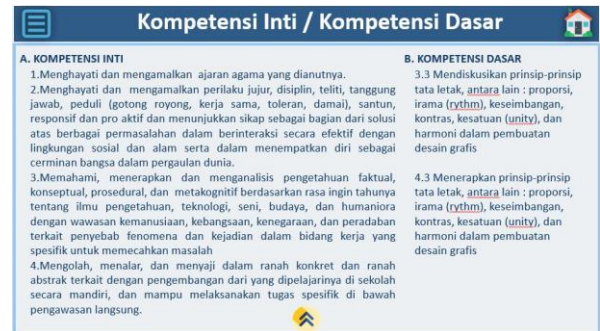 Kompetensi Inti / Kompetensi Dasar
A. KOMPETENSI INTI
1.Menghayati dan mengamalkan ajaran agama yang dianutnya.
2.Menghayati dan mengamalkan perilaku jujur, disiplin, teliti, tanggung
jawab, peduli (gotong royong, kerja sama, toleran, damai), santun,
responsif dan pro aktif dan menunjukkan sikap sebagai bagian dari solusi
atas berbagai permasalahan dalam berinteraksi secara efektif dengan
lingkungan sosial dan alam serta dalam menempatkan diri sebagai
cerminan bangsa dalam pergaulan dunia.
3.Memahami, menerapkan dan menganalisis pengetahuan faktual,
konseptual, prosedural, dan metakognitif berdasarkan rasa ingin tahunya
tentang ilmu pengetahuan, teknologi, seni, budaya, dan humaniora
dengan wawasan kemanusiaan, kebangsaan, kenegaraan, dan peradaban
terkait penyebab fenomena dan kejadian dalam bidang kerja yang
spesifik untuk memecahkan masalah
4.Mengolah, menalar, dan menyaji dalam ranah konkret dan ranah
abstrak terkait dengan pengembangan dari yang dipelajarinya di sekolah
secara mandiri, dan mampu melaksanakan tugas spesifik di bawah
pengawasan langsung.
B. KOMPETENSI DASAR
3.3 Mendiskusikan prinsip-prinsip
tata letak, antara lain : proporsi,
irama (rythm), keseimbangan,
kontras, kesatuan (unity), dan
harmoni dalam pembuatan
desain grafis
4.3 Menerapkan prinsip-prinsip
tata letak, antara lain : proporsi,
irama (rythm), keseimbangan,
kontras, kesatuan (unity), dan
harmoni dalam pembuatan
desain grafis